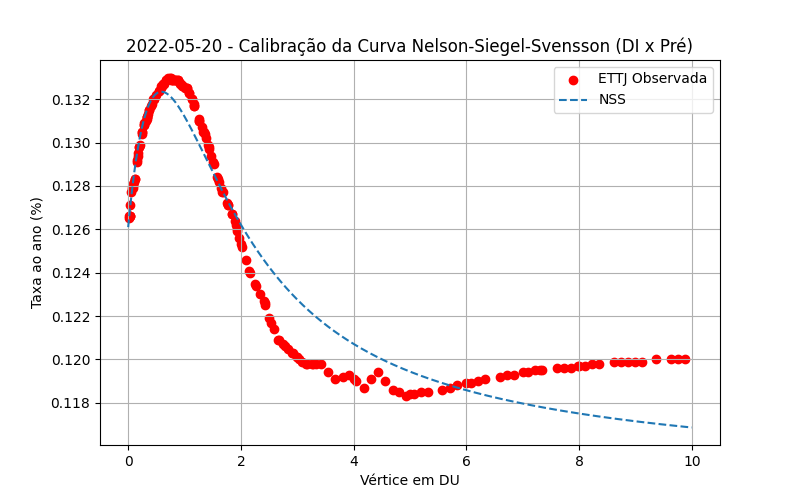 2022-05-20 - Calibração da Curva Nelson-Siegel-Svensson (DI x Pré)
ETTJ Observada
NSS
Taxa ao ano (%)
0.132
0.130
0.128
0.126
0.124
0.122
0.120
0.118
0
2
4
6
8
10
Vértice em DU